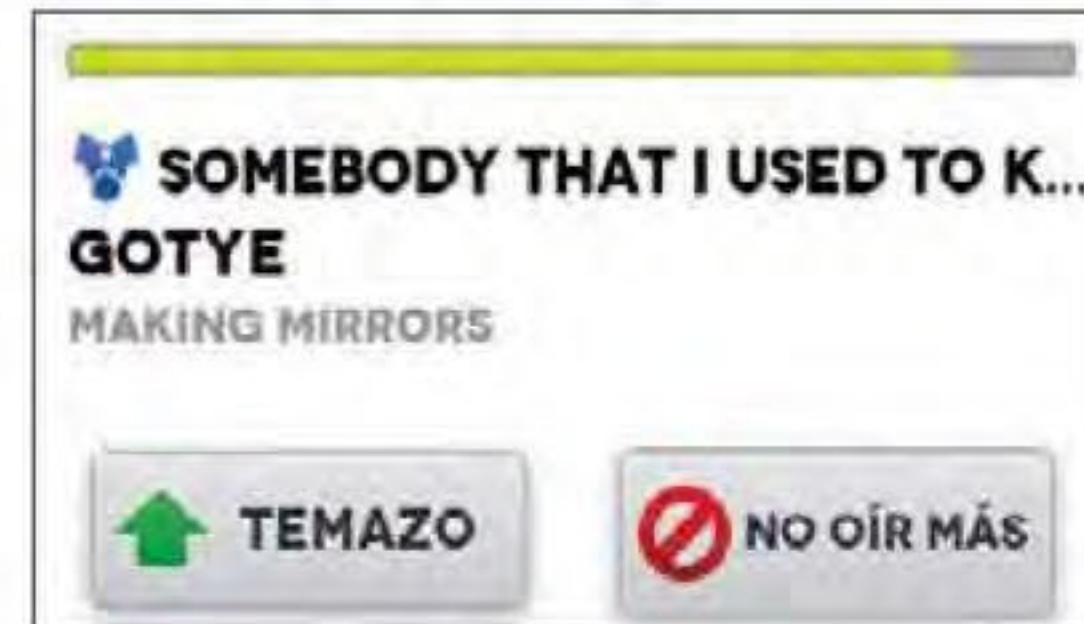 SOMEBODY THAT I USED TO K...
GOTYE
MAKING MIRRORS
TEMAZO
NO OÍR MÁS